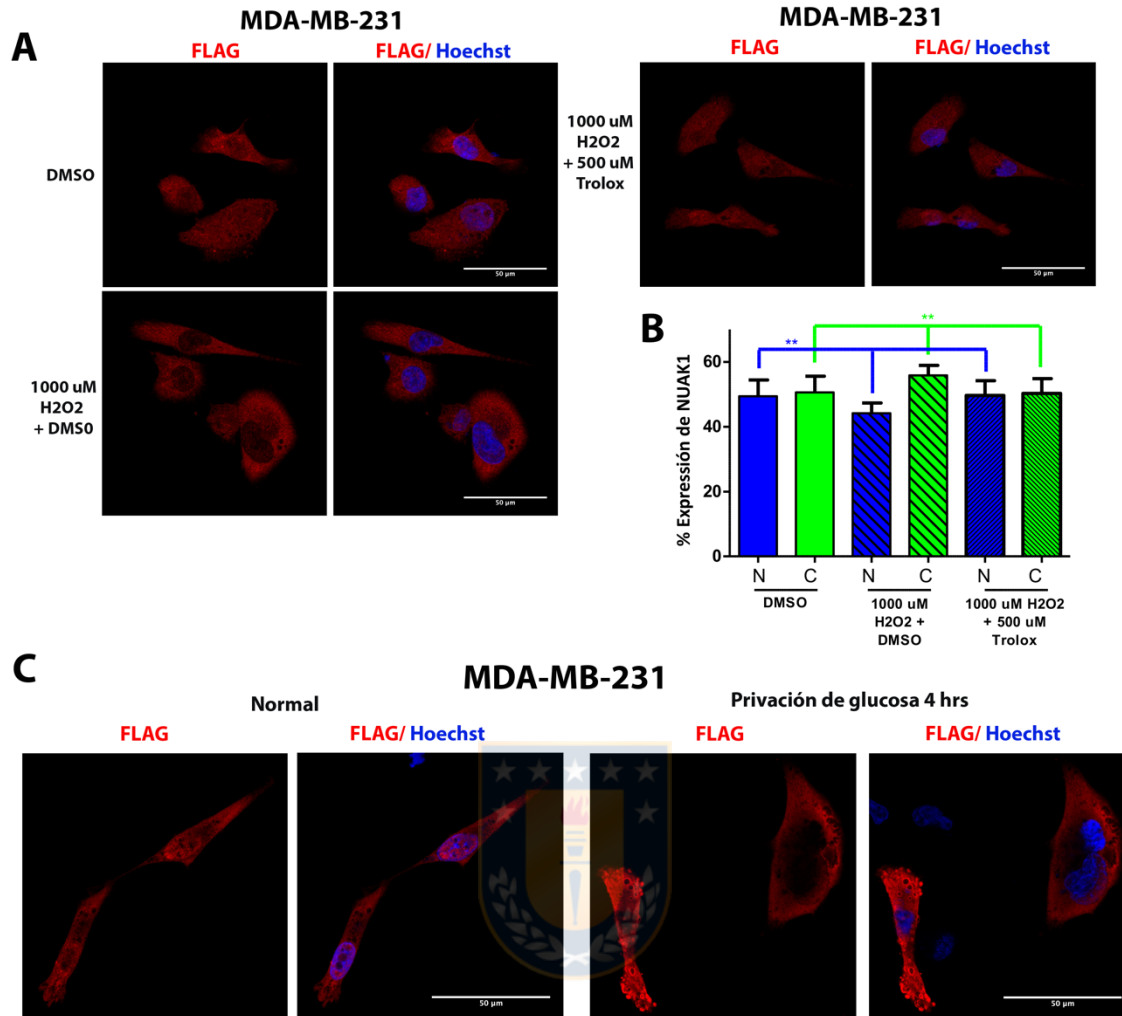 A
MDA-MB-231
FLAG
FLAG/ Hoechst
DMSO
50 µm
1000 uM
H2O2
+ DMS0
50 µm
MDA-MB-231
FLAG
FLAG/ Hoechst
1000 uM
H2O2
+ 500 uM
Trolox
50 µm
B
% Expresión de NUAK1
60
40
20
0
**
**
N
C
N
C
N
C
DMSO
1000 uM
H2O2 +
DMSO
1000 uM H2O2
+ 500 uM
Trolox
C
MDA-MB-231
Normal
Privación de glucosa 4 hrs
FLAG
FLAG/ Hoechst
FLAG
FLAG/ Hoechst
50 µm
50 µm